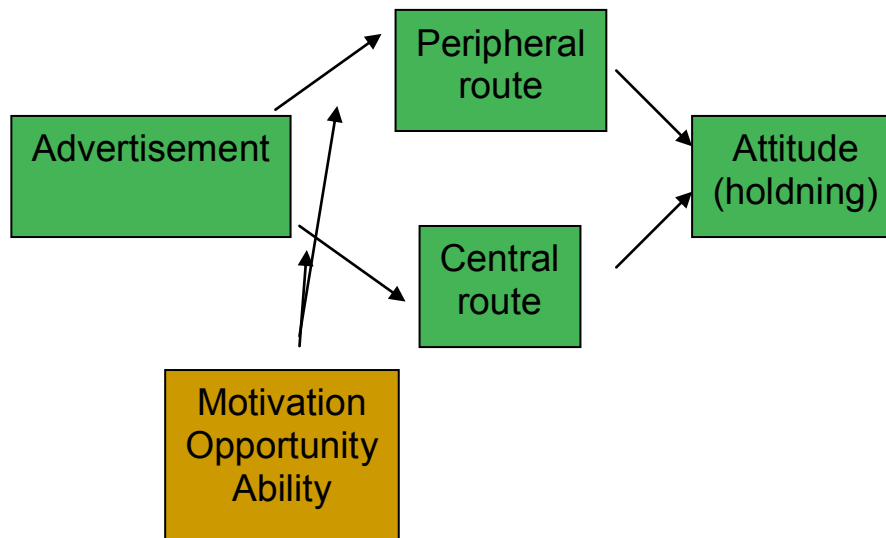 Peripheral
route
Advertisement
Attitude
(holdning)
Central
route
Motivation
Opportunity
Ability